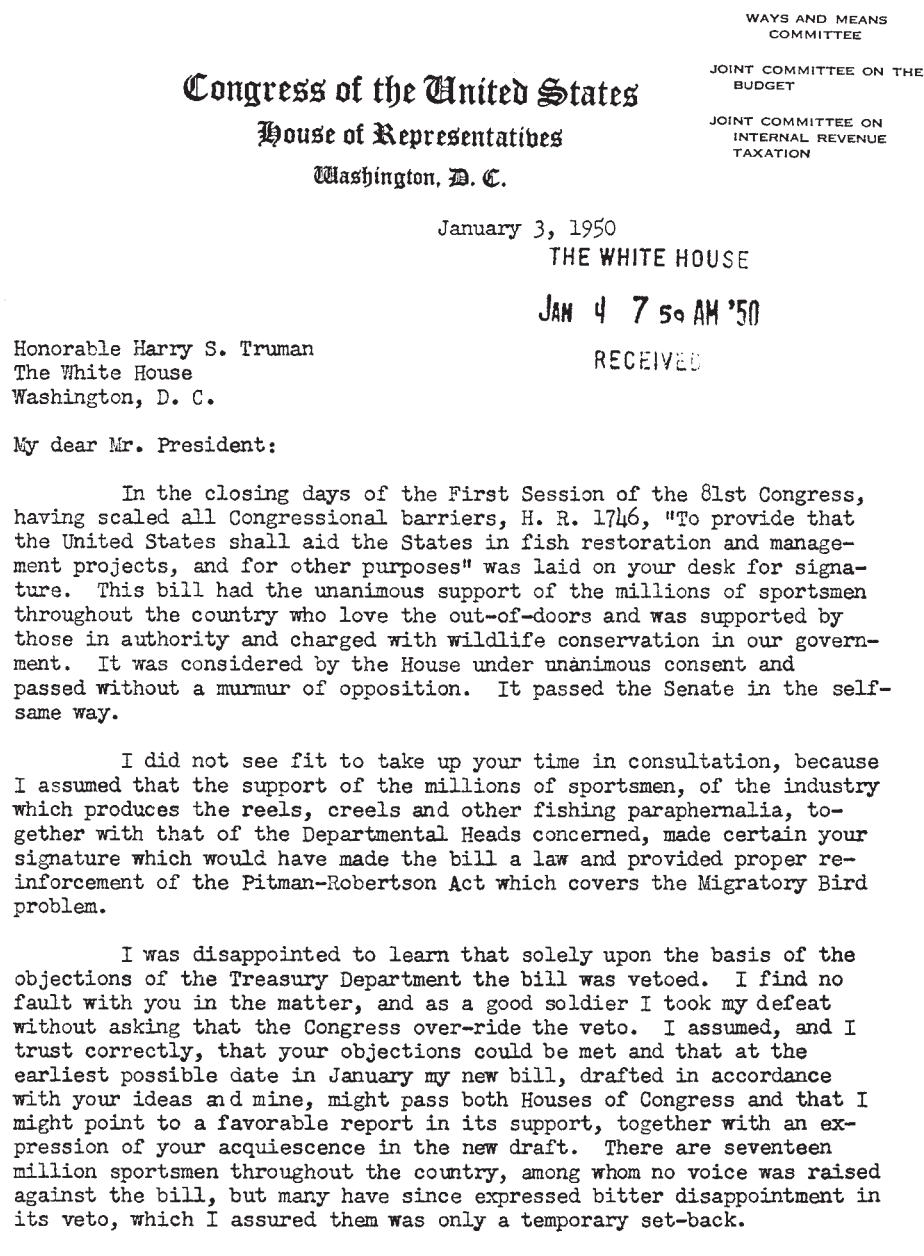 WAYS AND MEANS
COMMITTEE
JOINT COMMITTEE ON THE
BUDGET
JOINT COMMITTEE ON
INTERNAL REVENUE
TAXATION
Congress of the United States
House of Representatives
Washington, D. C.
January 3, 1950
THE WHITE HOUSE
JAN 4 7 50 AM '50
RECEIVED
Honorable Harry S. Truman
The White House
Washington, D. C.
My dear Mr. President:
In the closing days of the First Session of the 81st Congress,
having scaled all Congressional barriers, H. R. 1746, "To provide that
the United States shall aid the States in fish restoration and manage-
ment projects, and for other purposes" was laid on your desk for signa-
ture. This bill had the unanimous support of the millions of sportsmen
throughout the country who love the out-of-doors and was supported by
those in authority and charged with wildlife conservation in our govern-
ment. It was considered by the House under unanimous consent and
passed without a murmur of opposition. It passed the Senate in the self-
same way.
I did not see fit to take up your time in consultation, because
I assumed that the support of the millions of sportsmen, of the industry
which produces the reels, creels and other fishing paraphernalia, to-
gether with that of the Departmental Heads concerned, made certain your
signature which would have made the bill a law and provided proper re-
inforcement of the Pitman-Robertson Act which covers the Migratory Bird
problem.
I was disappointed to learn that solely upon the basis of the
objections of the Treasury Department the bill was vetoed. I find no
fault with you in the matter, and as a good soldier I took my defeat
without asking that the Congress over-ride the veto. I assumed, and I
trust correctly, that your objections could be met and that at the
earliest possible date in January my new bill, drafted in accordance
with your ideas and mine, might pass both Houses of Congress and that I
might point to a favorable report in its support, together with an ex-
pression of your acquiescence in the new draft. There are seventeen
million sportsmen throughout the country, among whom no voice was raised
against the bill, but many have since expressed bitter disappointment in
its veto, which I assured them was only a temporary set-back.